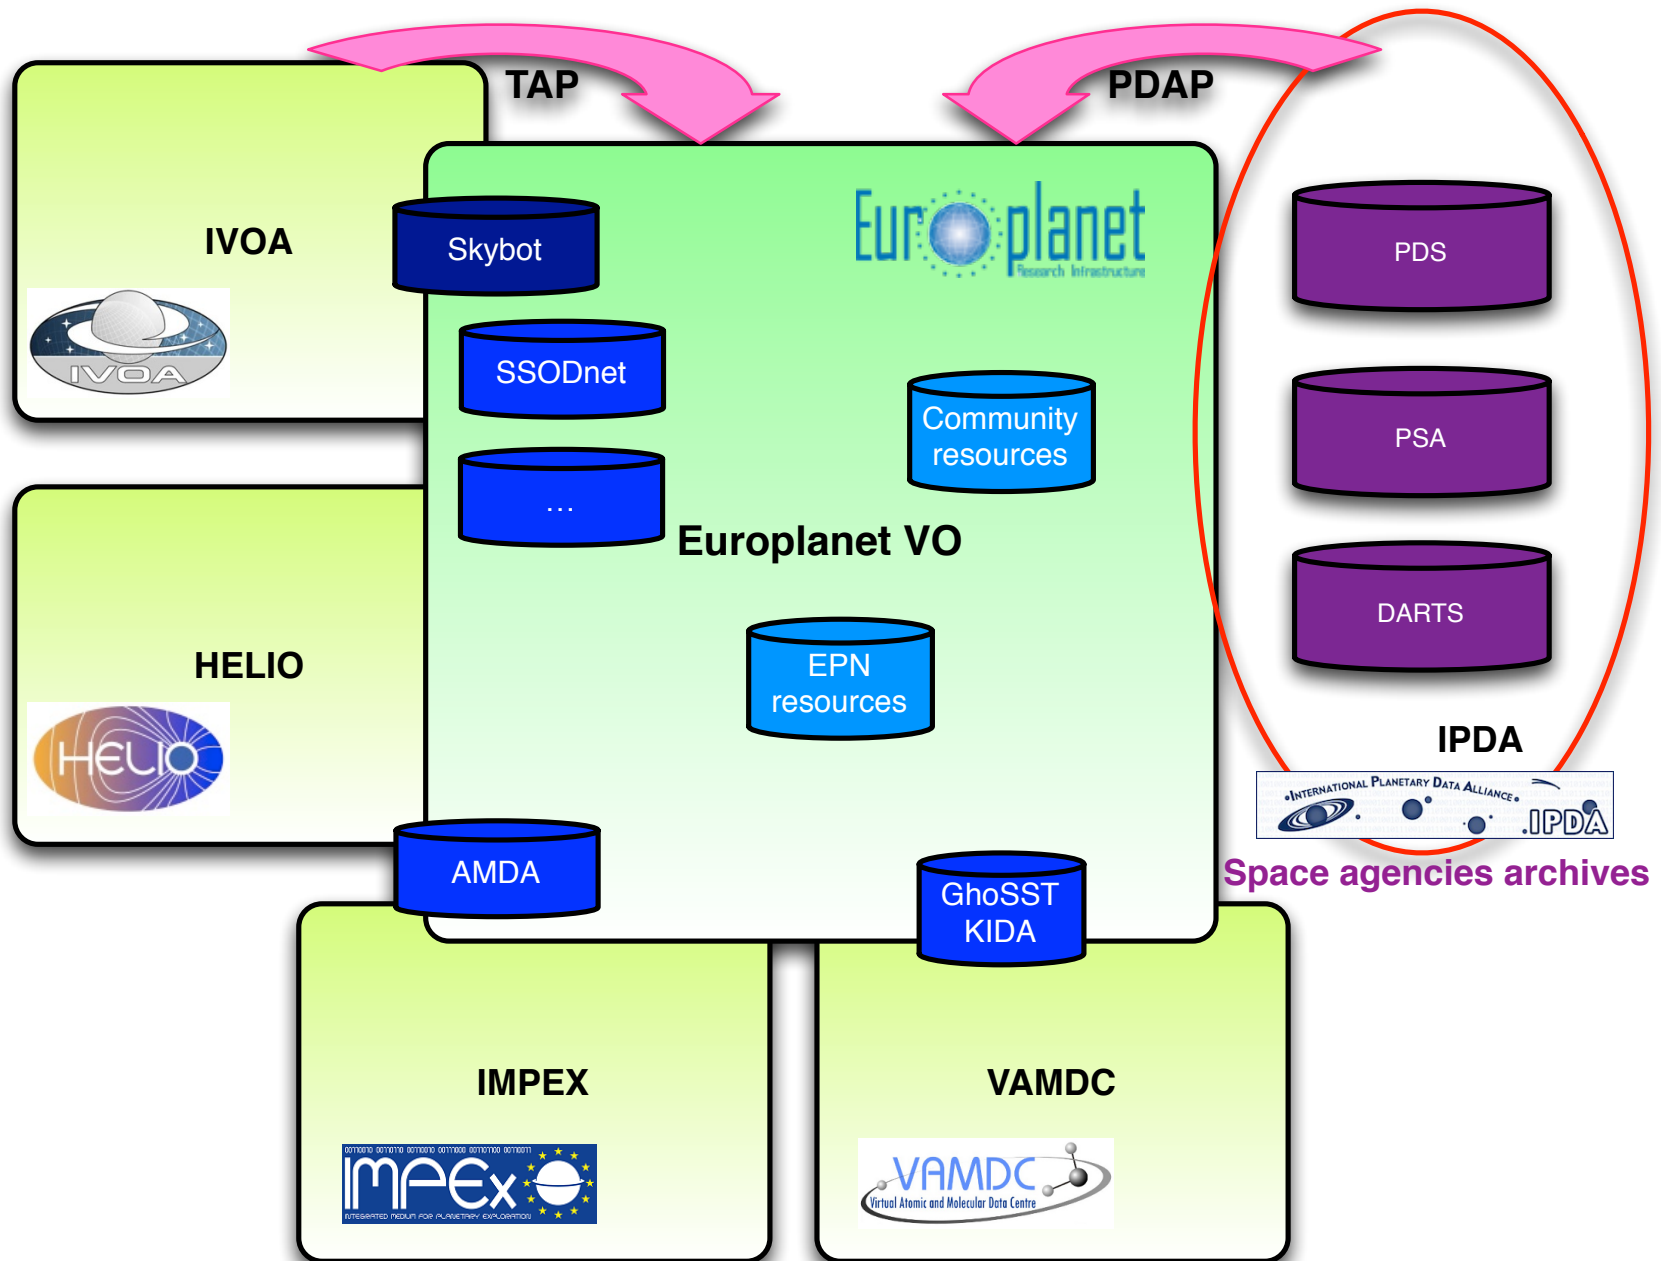 TAP
PDAP
IVOA
IVOA
Skybot
Europlanet
Research Infrastructure
PDS
SSODnet
Community
resources
PSA
...
Europlanet VO
DARTS
HELIO
HELIO
EPN
resources
IPDA
•INTERNATIONAL PLANETARY DATA ALLIANCE•
.IPDA
Space agencies archives
AMDA
GhoSST
KIDA
IMPEX
IMPEx
INTEGRATED MEDIUM FOR PLANETARY EXPLORATION
VAMDC
VAMDC
Virtual Atomic and Molecular Data Centre